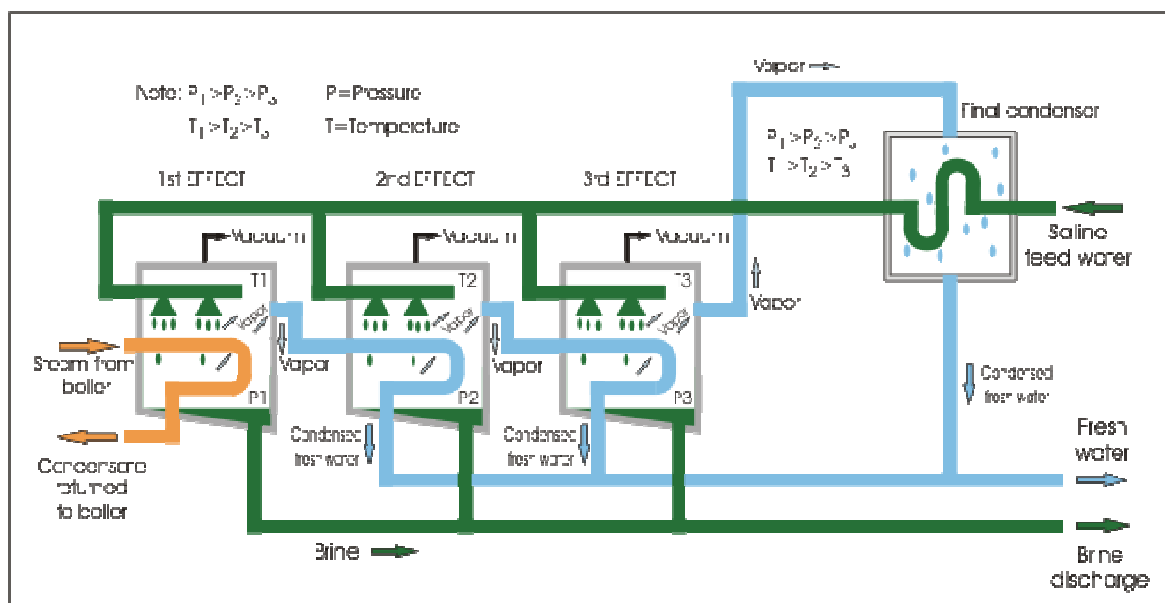 Vapor
Note: P1>P2>P3 P=Pressure
T1>T2>T3 T=Temperature
Final condenser
P1>P2>P3
T1>T2>T3
1st EFFECT
2nd EFFECT
3rd EFFECT
Vacuum
Vacuum
Vacuum
Saline
feed water
T1
T2
T3
Vapor
Vapor
Vapor
Vapor
Vapor
Vapor
Steam from
boiler
P1
P2
P3
Condensed
fresh water
Condensed
fresh water
Condensed
fresh water
Fresh
water
Condensate
returned
to boiler
Brine
Brine
discharge